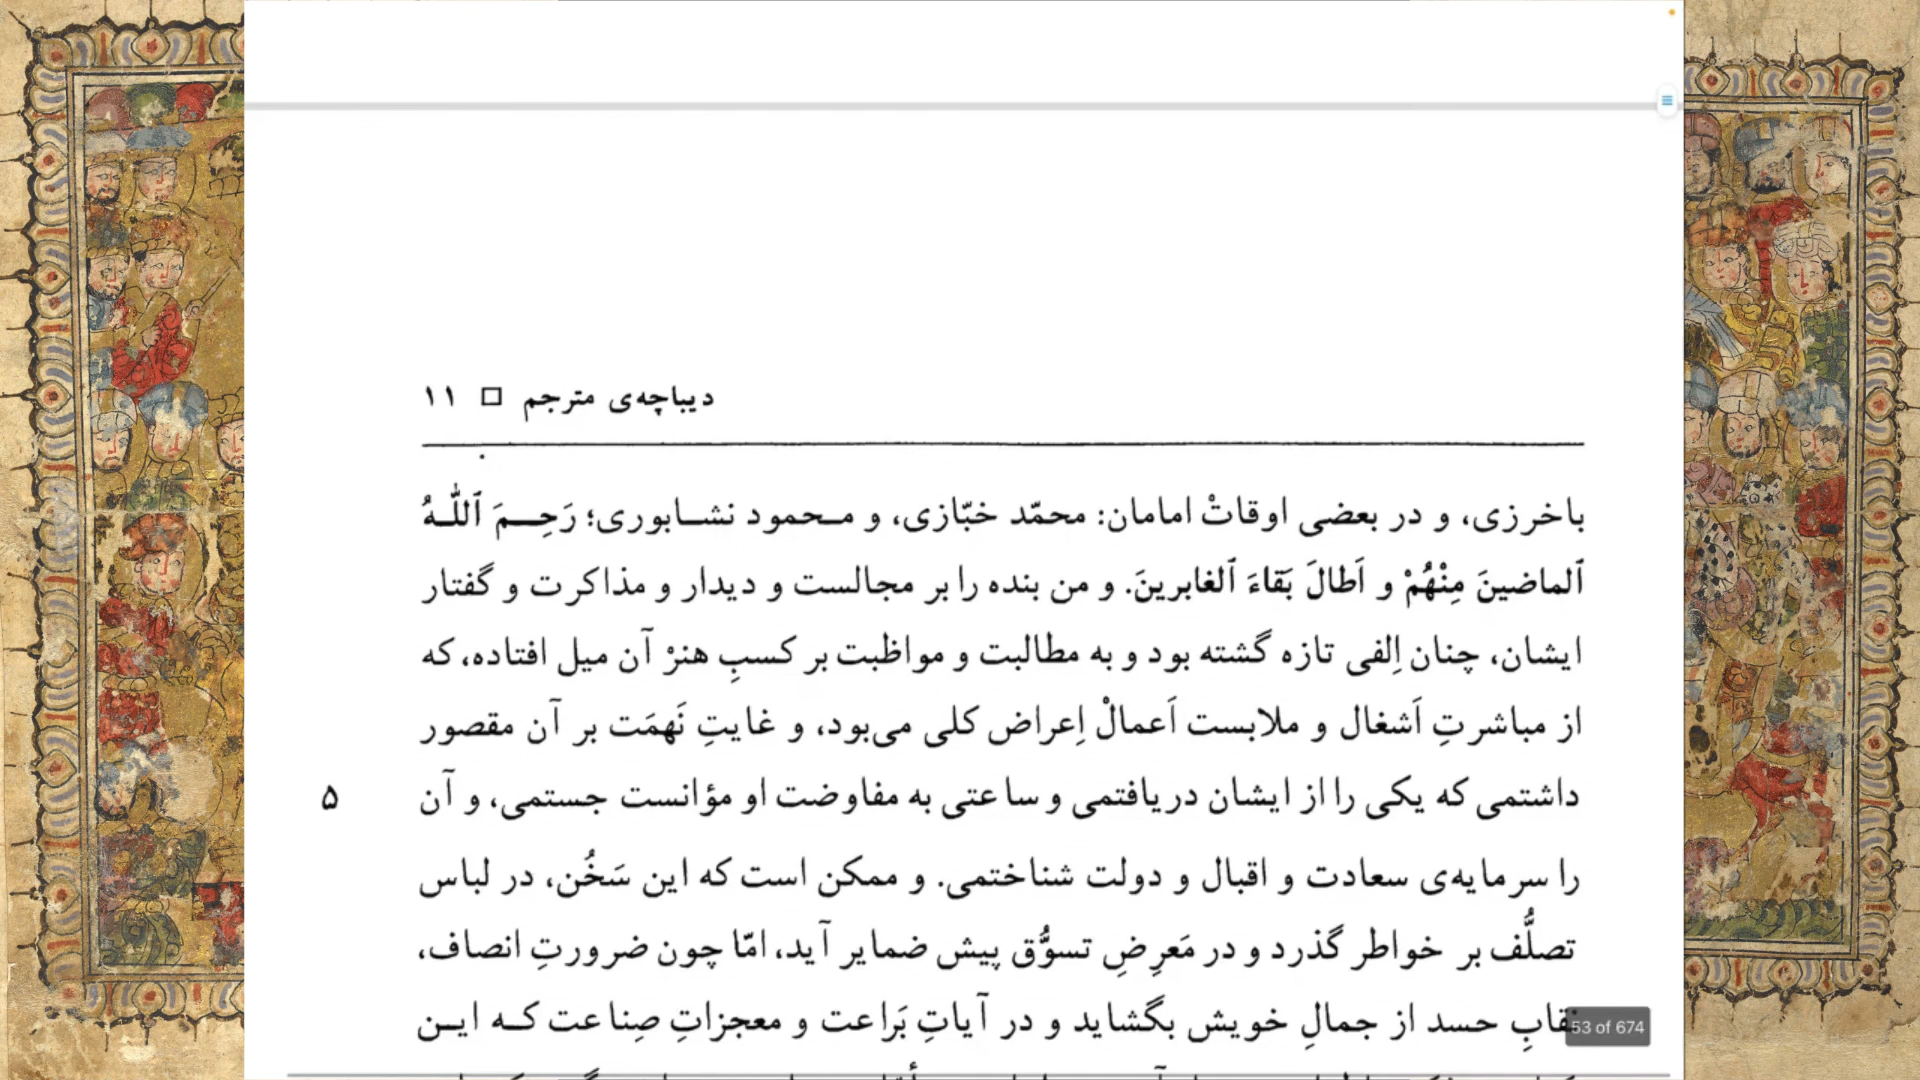 دیباچه‌ی مترجم □ ۱۱
باخرزی، و در بعضی اوقاتْ امامان: محمّد خبّازی، و محمود نشابوری؛ رَحِمَ ٱللّٰهُ
ٱلماضینَ مِنْهُمْ و اَطالَ بَقاءَ ٱلغابرینَ. و من بنده را بر مجالست و دیدار و مذاکرت و گفتار
ایشان، چنان اِلفی تازه گشته بود و به مطالبت و مواظبت بر کسبِ هنرْ آن میل افتاده، که
از مباشرتِ اَشغال و ملابست اَعمالْ اِعراض کلی می‌بود، و غایتِ نَهمَت بر آن مقصور
داشتمی که یکی را از ایشان دریافتمی و ساعتی به مفاوضت او مؤانست جستمی، و آن
۵
را سرمایه‌ی سعادت و اقبال و دولت شناختمی. و ممکن است که این سَخُن، در لباس
تصلُّف بر خواطر گذرد و در مَعرِضِ تسوُّق پیش ضمایر آید، امّا چون ضرورتِ انصاف،
نقابِ حسد از جمالِ خویش بگشاید و در آیاتِ بَراعت و معجزاتِ صِناعت که این
53 of 674